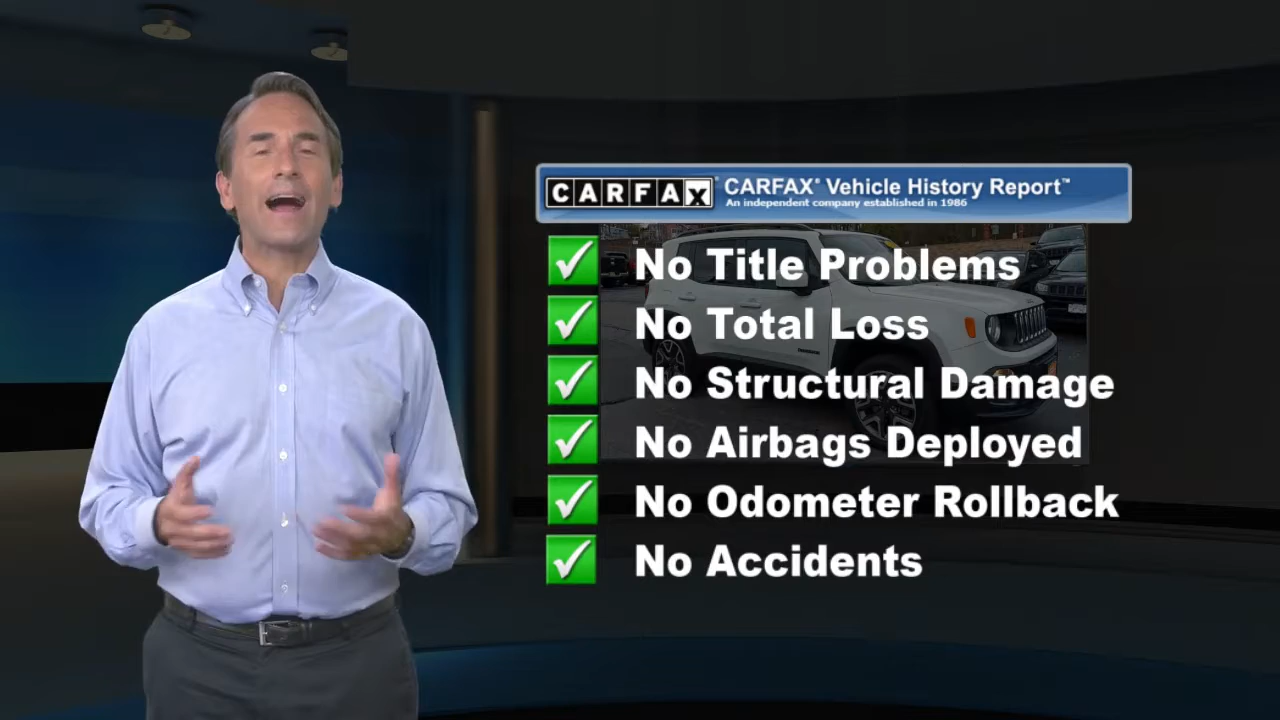 CARFAX CARFAX® Vehicle History Report™
An independent company established in 1986
No Title Problems
No Total Loss
No Structural Damage
No Airbags Deployed
No Odometer Rollback
No Accidents